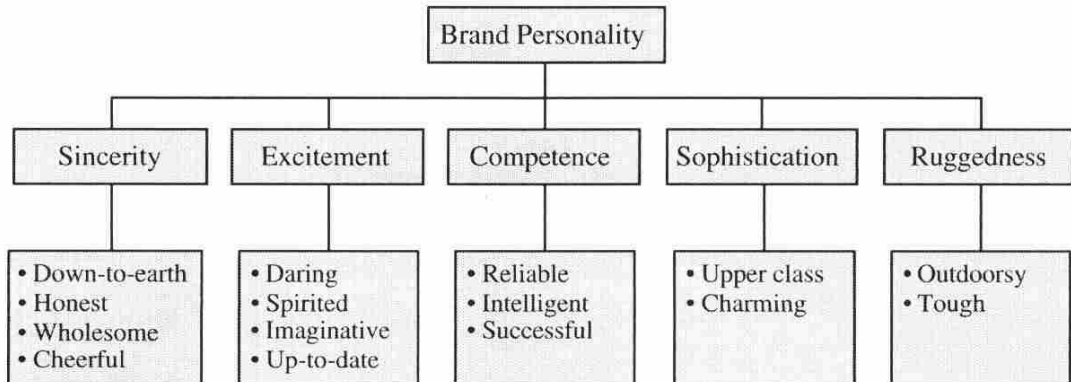 Brand Personality
Sincerity
Excitement
Competence
Sophistication
Ruggedness
• Down-to-earth
• Honest
• Wholesome
• Cheerful
• Daring
• Spirited
• Imaginative
• Up-to-date
• Reliable
• Intelligent
• Successful
• Upper class
• Charming
• Outdoorsy
• Tough